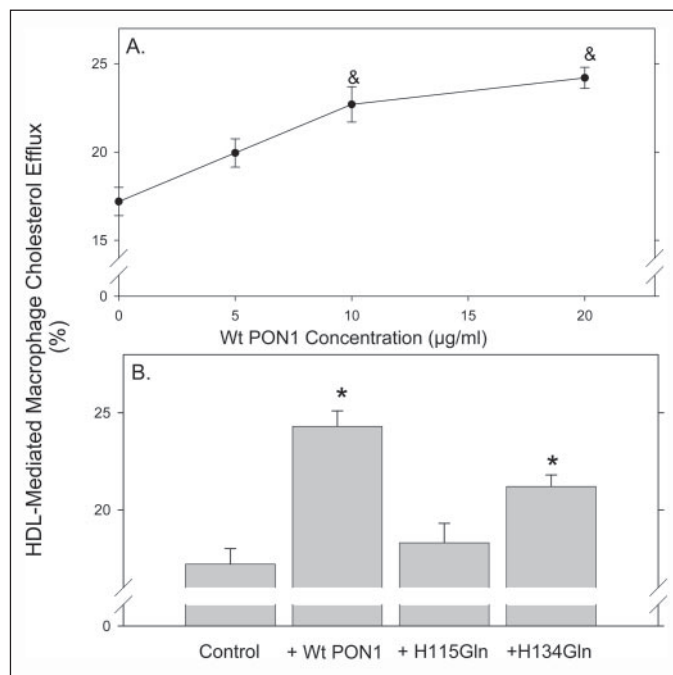 HDL-Mediated Macrophage Cholesterol Efflux
(%)
A.
&
&
25
20
15
0
0
5
10
15
20
Wt PON1 Concentration (µg/ml)
B.
*
*
25
20
0
Control
+ Wt PON1
+ H115Gln
+H134Gln